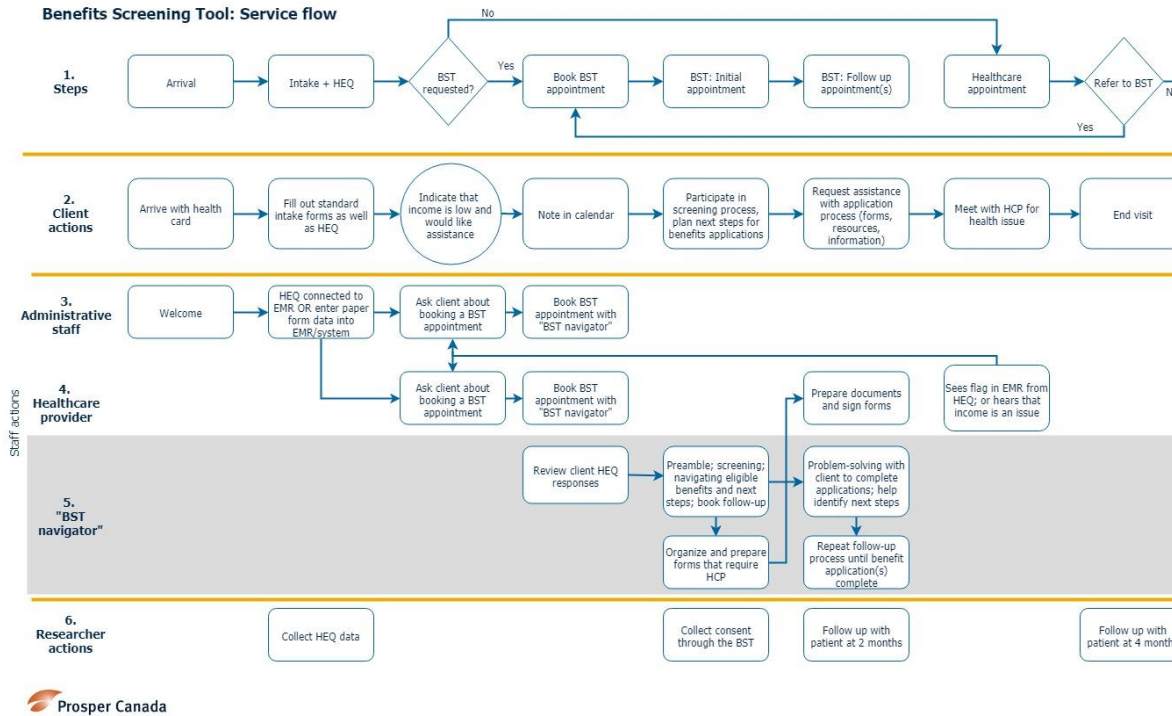 Benefits Screening Tool: Service flow
No
1.
Steps
Arrival
Intake + HEQ
BST
requested?
Yes
Book BST
appointment
BST: Initial
appointment
BST: Follow up
appointment(s)
Healthcare
appointment
Refer to BST
N
Yes
2.
Client
actions
Arrive with health
card
Fill out standard
intake forms as well
as HEQ
Indicate that
income is low and
would like
assistance
Note in calendar
Participate in
screening process,
plan next steps for
benefits applications
Request assistance
with application
process (forms,
resources,
information)
Meet with HCP for
health issue
End visit
Staff actions
3.
Administrative
staff
Welcome
HEQ connected to
EMR OR enter paper
form data into
EMR/system
Ask client about
booking a BST
appointment
Book BST
appointment with
"BST navigator"
4.
Healthcare
provider
Ask client about
booking a BST
appointment
Book BST
appointment with
"BST navigator"
Prepare documents
and sign forms
Sees flag in EMR from
HEQ; or hears that
income is an issue
5.
"BST
navigator"
Review client HEQ
responses
Preamble; screening;
navigating eligible
benefits and next
steps; book follow-up
Problem-solving with
client to complete
applications; help
identify next steps
Organize and prepare
forms that require
HCP
Repeat follow-up
process until benefit
application(s)
complete
6.
Researcher
actions
Collect HEQ data
Collect consent
through the BST
Follow up with
patient at 2 months
Follow up with
patient at 4 month
Prosper Canada